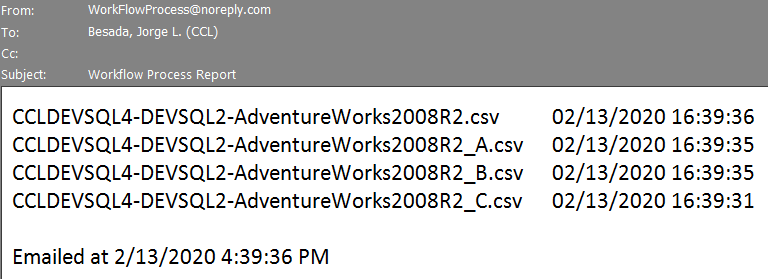 From: WorkFlowProcess@noreply.com
To: Besada, Jorge L. (CCL)
Cc:
Subject: Workflow Process Report
CCLDEVSQL4-DEVSQL2-AdventureWorks2008R2.csv 02/13/2020 16:39:36
CCLDEVSQL4-DEVSQL2-AdventureWorks2008R2_A.csv 02/13/2020 16:39:35
CCLDEVSQL4-DEVSQL2-AdventureWorks2008R2_B.csv 02/13/2020 16:39:35
CCLDEVSQL4-DEVSQL2-AdventureWorks2008R2_C.csv 02/13/2020 16:39:31
Emailed at 2/13/2020 4:39:36 PM